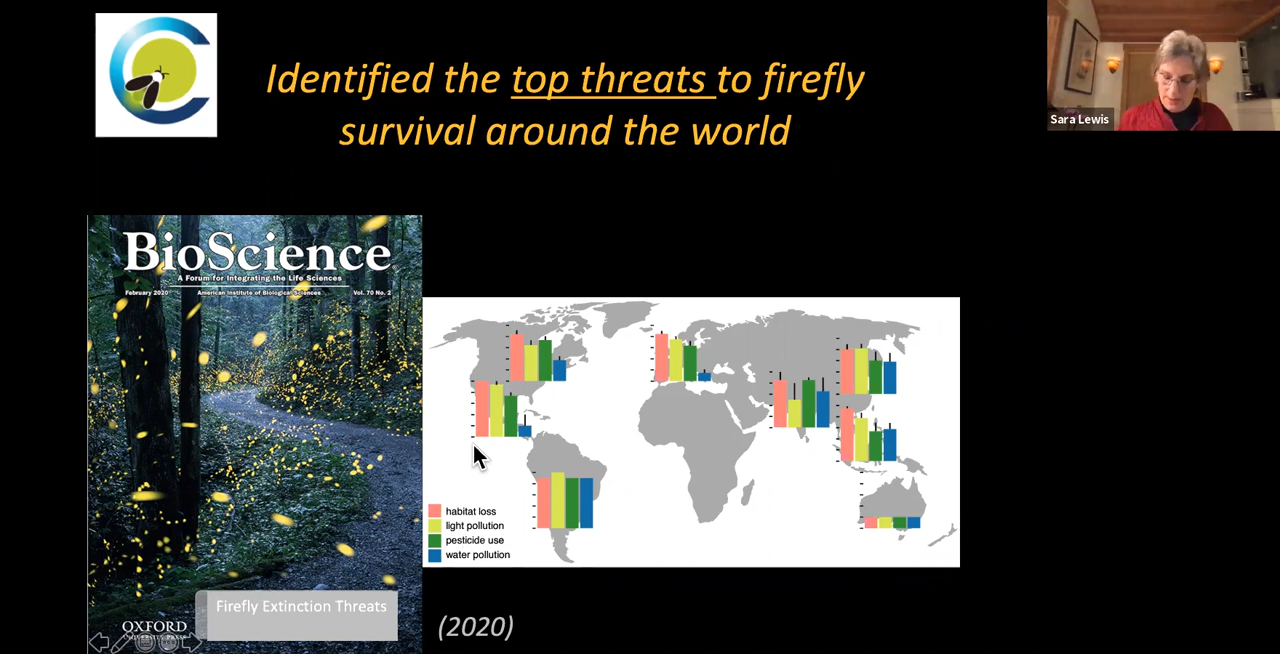 Identified the top threats to firefly
survival around the world
Sara Lewis
BioScience
A Forum for Integrating the Life Sciences
February 2020
American Institute of Biological Sciences
Vol. 70 No. 2
habitat loss
light pollution
pesticide use
water pollution
Firefly Extinction Threats
OXFORD
UNIVERSITY PRESS
(2020)